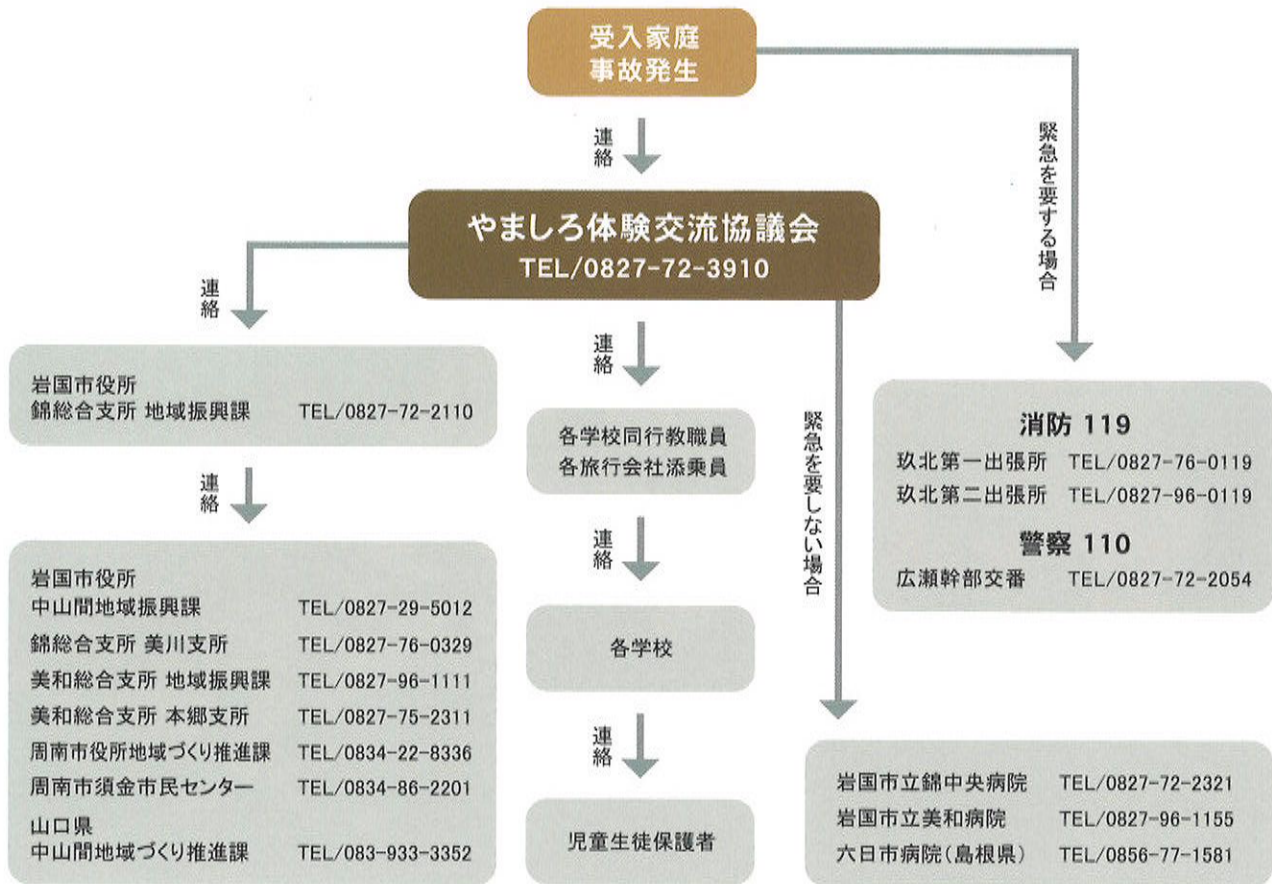 受入家庭
事故発生
連絡
緊急を要する場合
やましろ体験交流協議会
TEL/0827-72-3910
連絡
岩国市役所
錦総合支所 地域振興課 TEL/0827-72-2110
連絡
岩国市役所
中山間地域振興課 TEL/0827-29-5012
錦総合支所 美川支所 TEL/0827-76-0329
美和総合支所 地域振興課 TEL/0827-96-1111
美和総合支所 本郷支所 TEL/0827-75-2311
周南市役所地域づくり推進課 TEL/0834-22-8336
周南市須金市民センター TEL/0834-86-2201
山口県
中山間地域づくり推進課 TEL/083-933-3352
連絡
各学校同行教職員
各旅行会社添乗員
連絡
各学校
連絡
児童生徒保護者
緊急を要しない場合
消防 119
玖北第一出張所 TEL/0827-76-0119
玖北第二出張所 TEL/0827-96-0119
警察 110
広瀬幹部交番 TEL/0827-72-2054
岩国市立錦中央病院 TEL/0827-72-2321
岩国市立美和病院 TEL/0827-96-1155
六日市病院(島根県) TEL/0856-77-1581